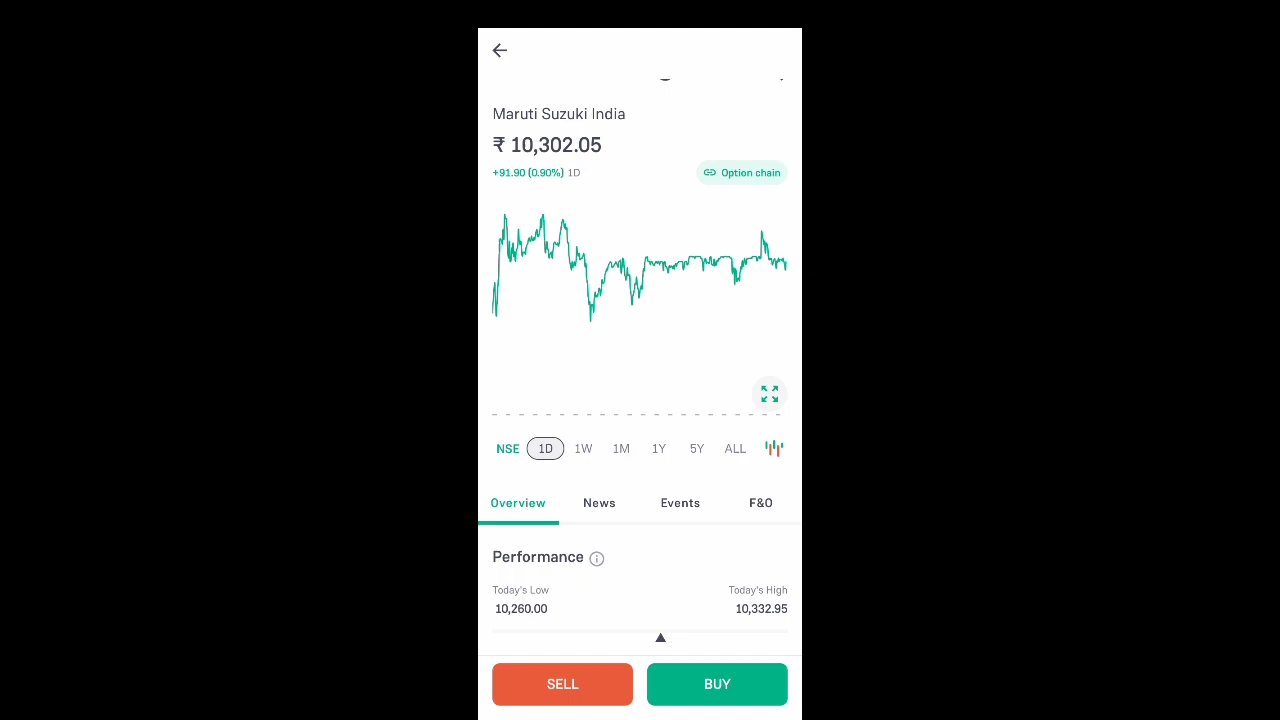 Maruti Suzuki India
₹ 10,302.05
+91.90 (0.90%) 1D
Option chain
NSE 1D 1W 1M 1Y 5Y ALL
Overview News Events F&O
Performance
Today's Low Today's High
10,260.00 10,332.95
SELL BUY